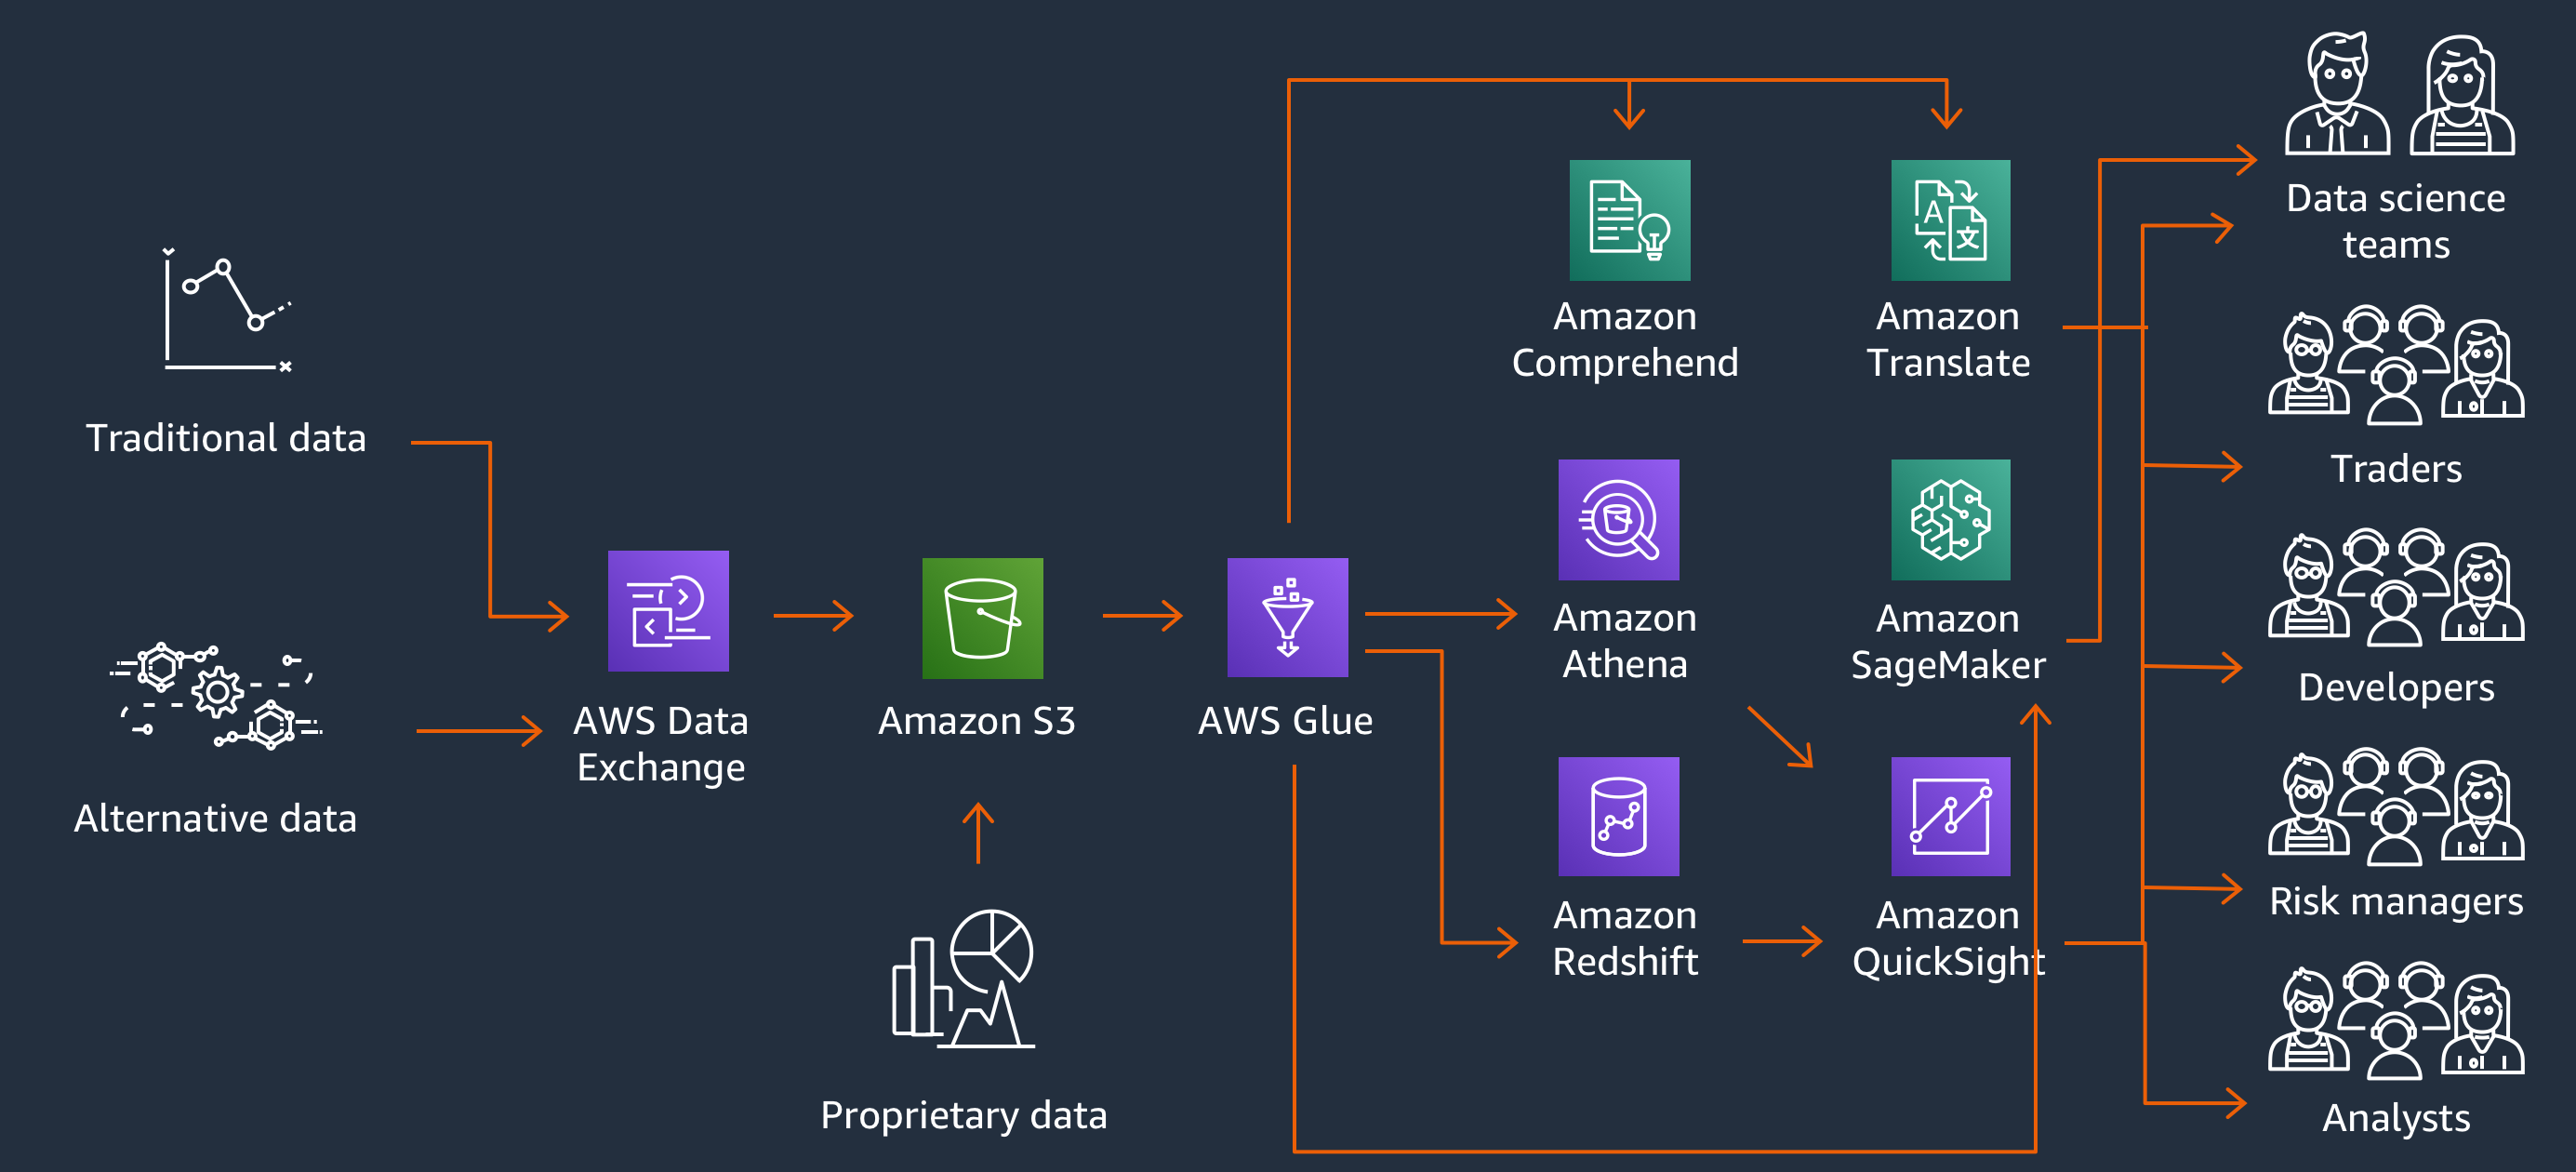 Traditional data
Alternative data
AWS Data
Exchange
Amazon S3
Proprietary data
AWS Glue
Amazon
Comprehend
Amazon
Translate
Amazon
Athena
Amazon
SageMaker
Amazon
Redshift
Amazon
QuickSight
Data science
teams
Traders
Developers
Risk managers
Analysts